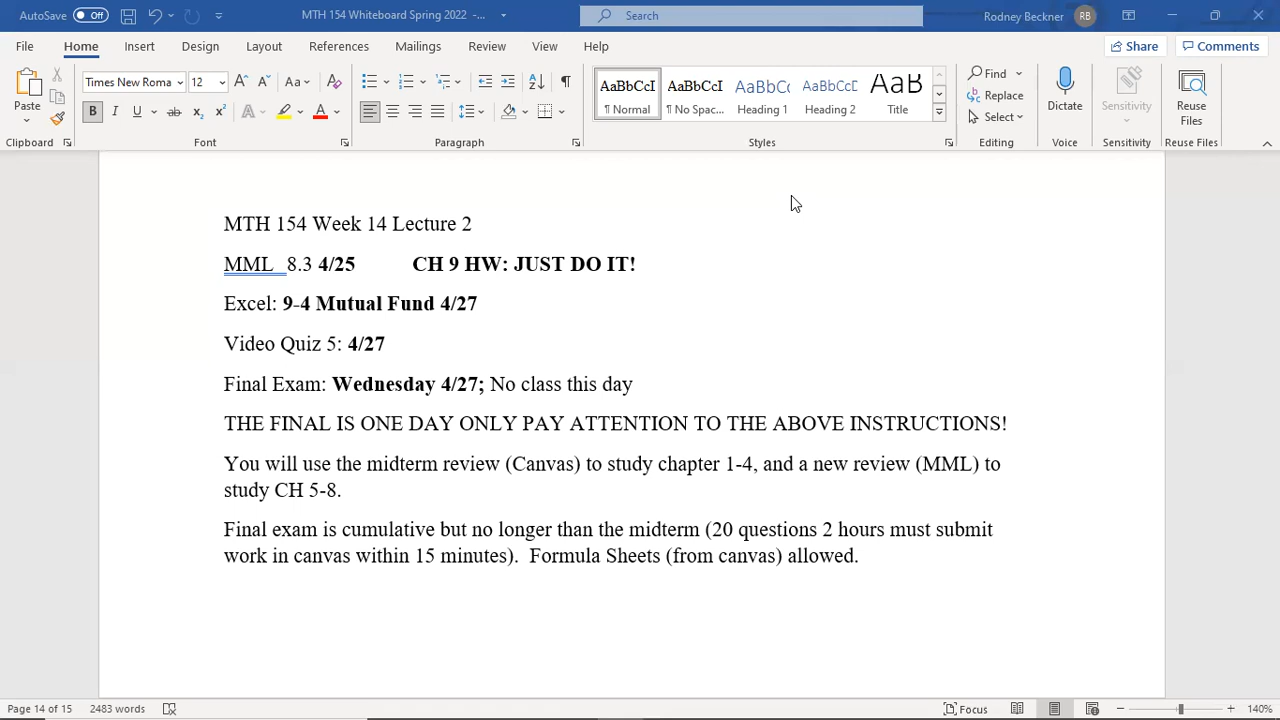 AutoSave Off MTH 154 Whiteboard Spring 2022 -... Search Rodney Beckner RB
File Home Insert Design Layout References Mailings Review View Help Share Comments
Paste Times New Roma 12 Aa AaBbCcI AaBbCcI AaBbCc AaBbCcD AaB Find Replace Select Dictate Sensitivity Reuse Files
B I U ab x₂ x² A A ¶ Normal ¶ No Spac... Heading 1 Heading 2 Title
Clipboard Font Paragraph Styles Editing Voice Sensitivity Reuse Files
MTH 154 Week 14 Lecture 2
MML 8.3 4/25 CH 9 HW: JUST DO IT!
Excel: 9-4 Mutual Fund 4/27
Video Quiz 5: 4/27
Final Exam: Wednesday 4/27; No class this day
THE FINAL IS ONE DAY ONLY PAY ATTENTION TO THE ABOVE INSTRUCTIONS!
You will use the midterm review (Canvas) to study chapter 1-4, and a new review (MML) to
study CH 5-8.
Final exam is cumulative but no longer than the midterm (20 questions 2 hours must submit
work in canvas within 15 minutes). Formula Sheets (from canvas) allowed.
Page 14 of 15 2483 words Focus 140%